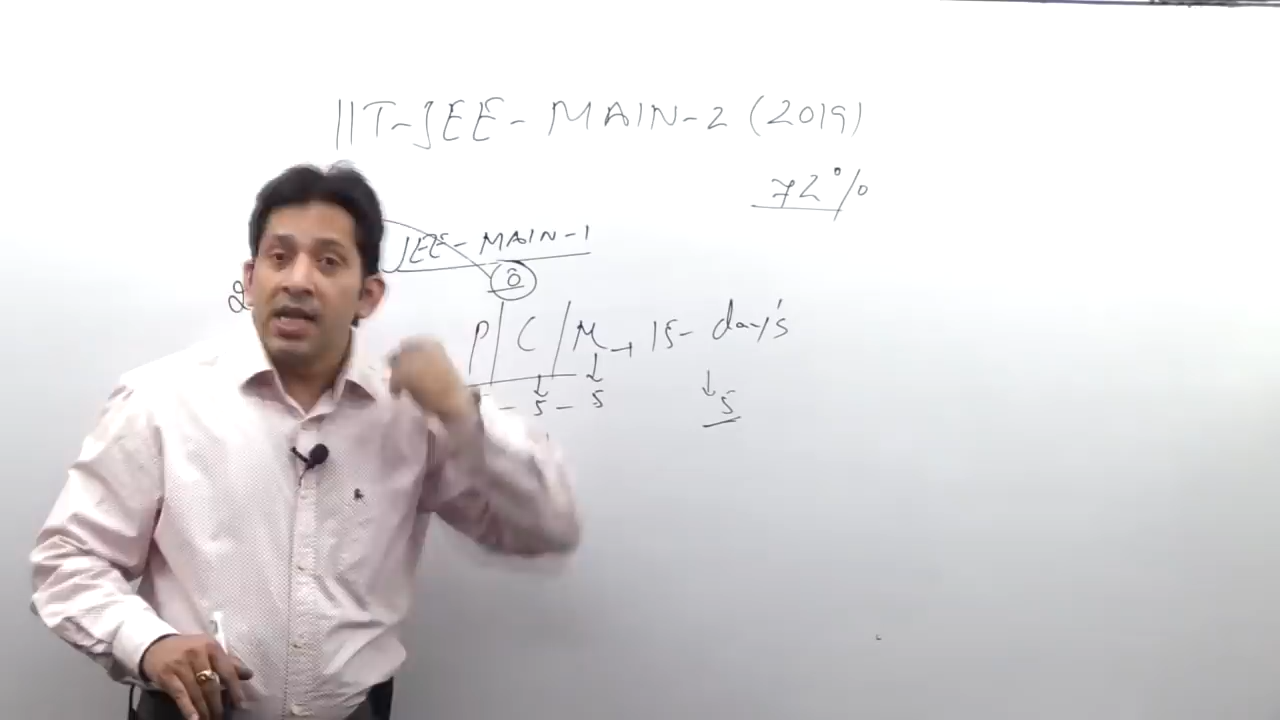 IIT-JEE-MAIN-2 (2019)
72%
JEE-MAIN-1
0
P/C/M → 15-day's
- 5 - 5
5